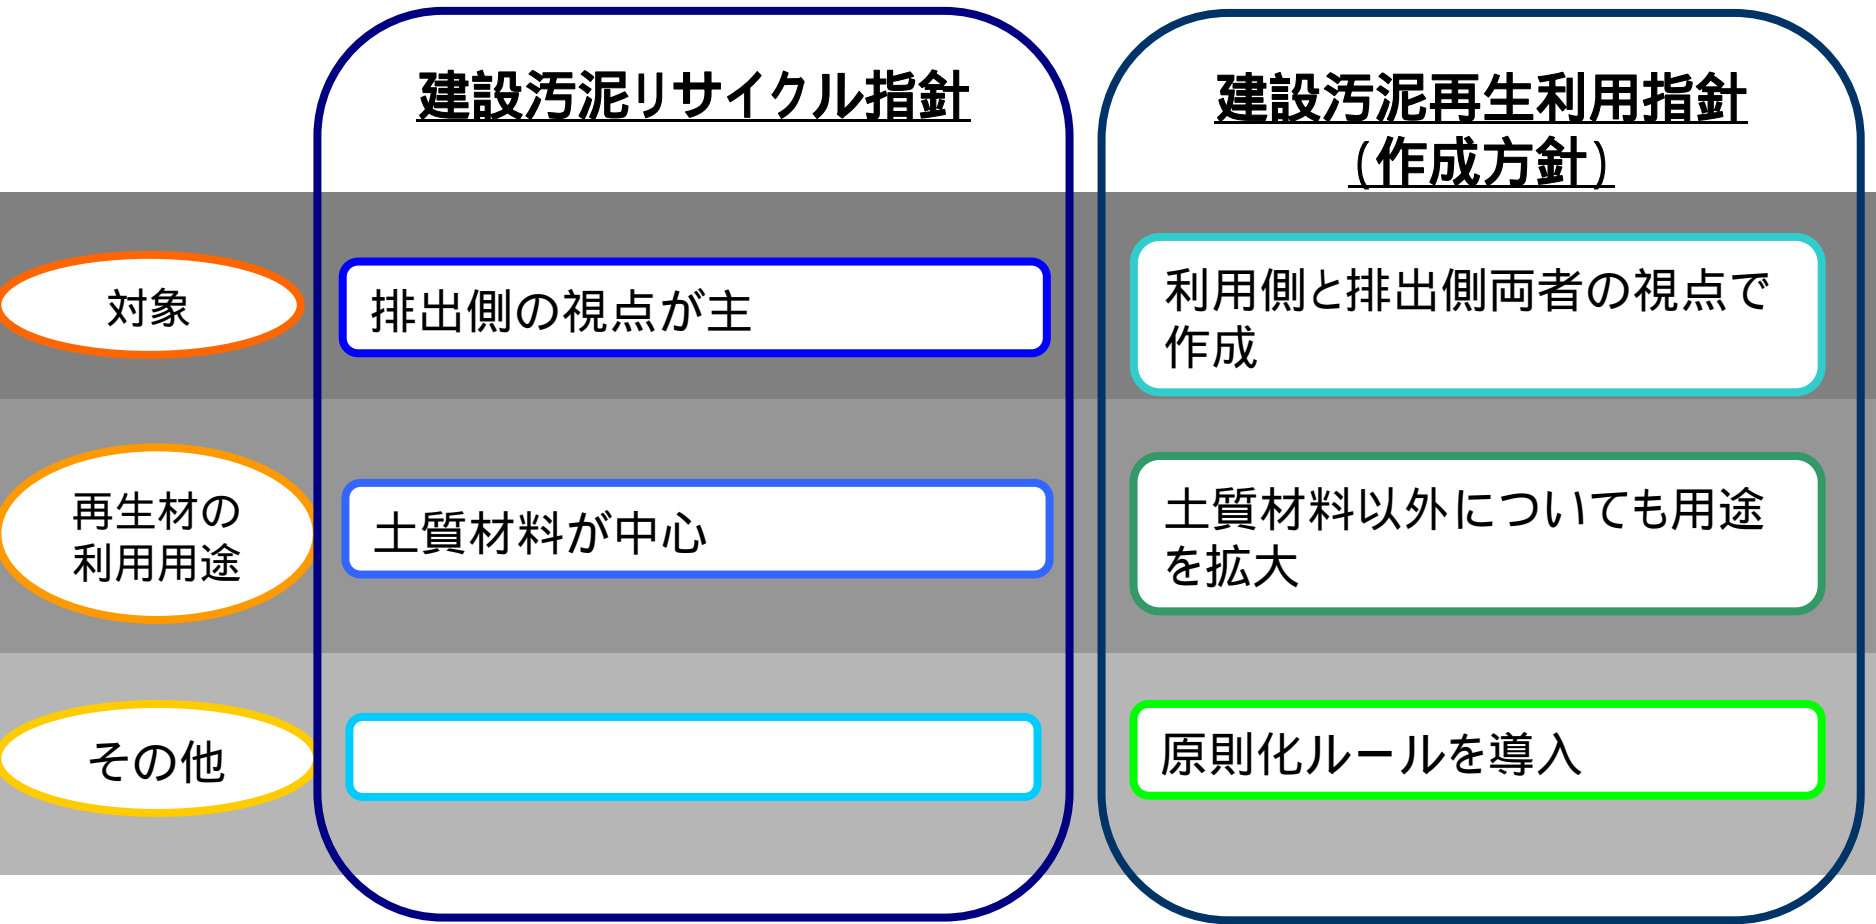 建設汚泥リサイクル指針
建設汚泥再生利用指針
(作成方針)
対象
排出側の視点が主
利用側と排出側両者の視点で
作成
再生材の
利用用途
土質材料が中心
土質材料以外についても用途
を拡大
その他
原則化ルールを導入